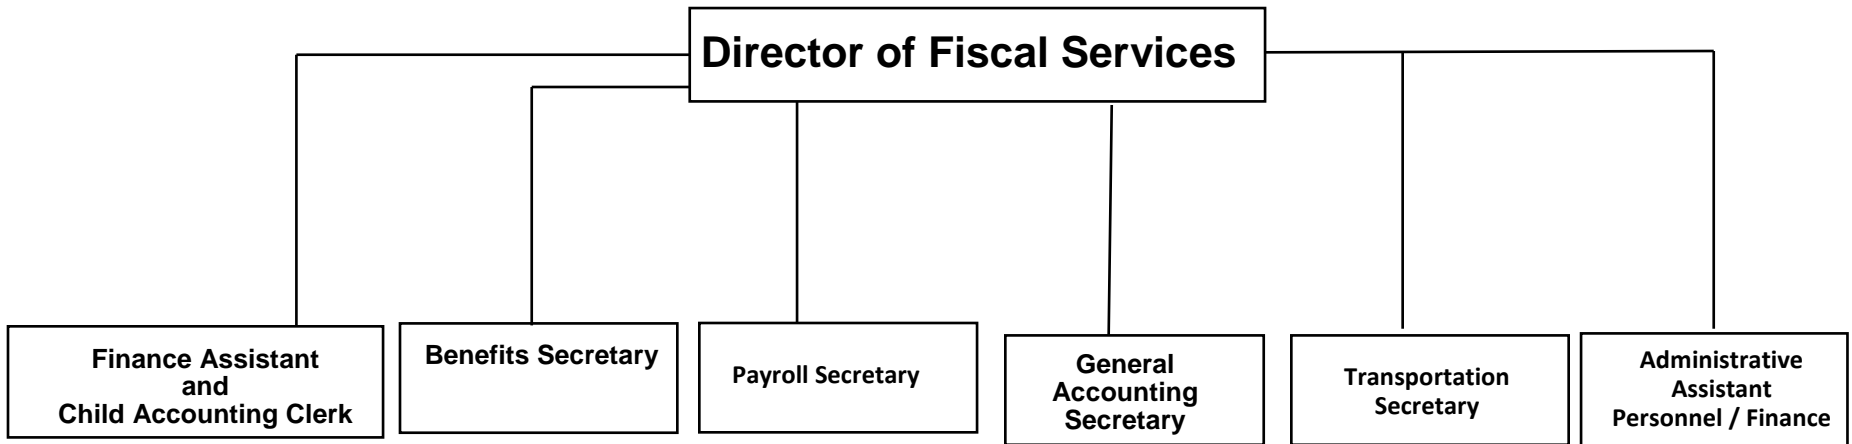 Director of Fiscal Services
Finance Assistant
and
Child Accounting Clerk
Benefits Secretary
Payroll Secretary
General
Accounting
Secretary
Transportation
Secretary
Administrative
Assistant
Personnel / Finance